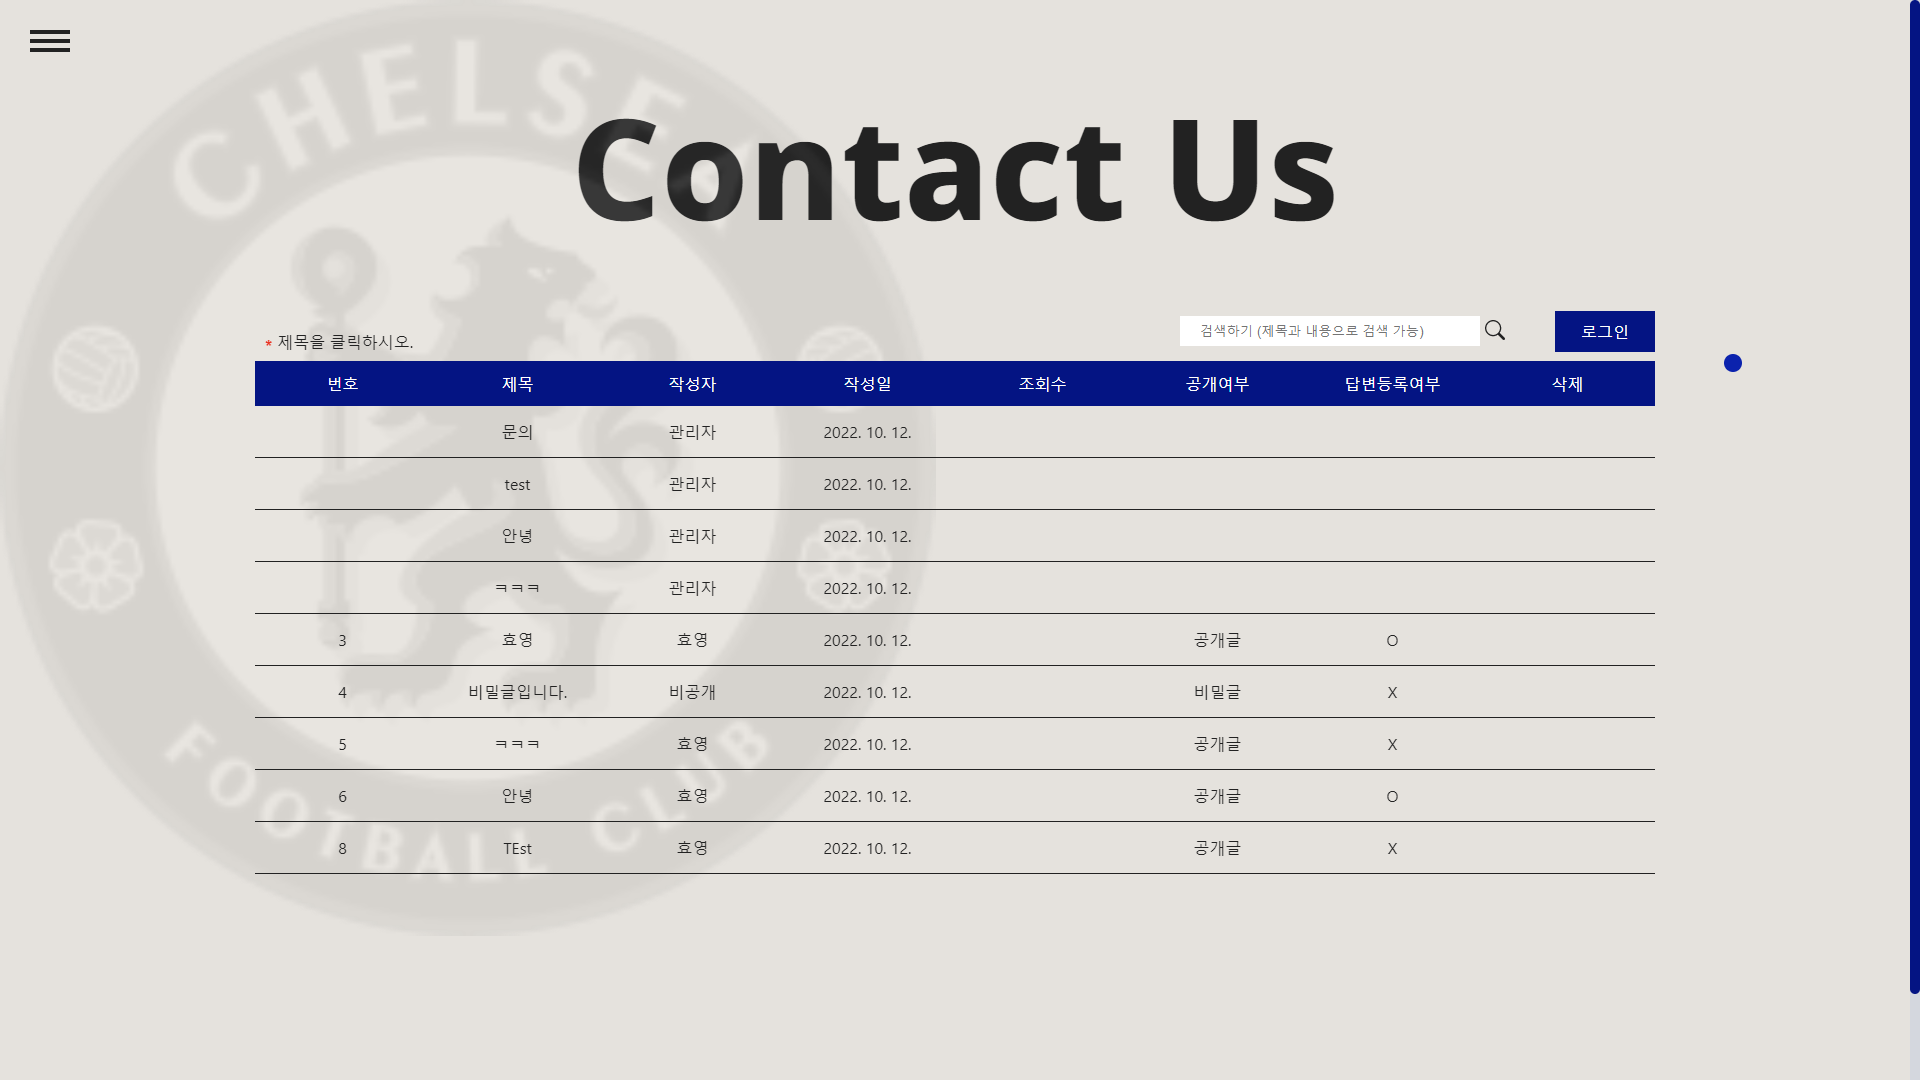 CHELSEA
Contact Us
* 제목을 클릭하시오.
검색하기 (제목과 내용으로 검색 가능)
로그인
번호 제목 작성자 작성일 조회수 공개여부 답변등록여부 삭제
문의 관리자 2022. 10. 12.
test 관리자 2022. 10. 12.
안녕 관리자 2022. 10. 12.
ㅋㅋㅋ 관리자 2022. 10. 12.
3 효영 효영 2022. 10. 12. 공개글 O
4 비밀글입니다. 비공개 2022. 10. 12. 비밀글 X
5 ㅋㅋㅋ 효영 2022. 10. 12. 공개글 X
6 안녕 효영 2022. 10. 12. 공개글 O
8 TEst 효영 2022. 10. 12. 공개글 X
FOOTBALL CLUB